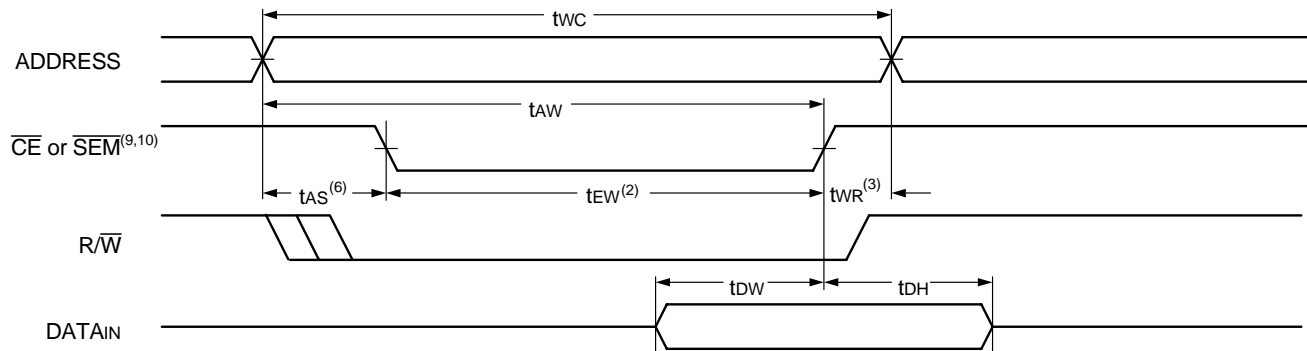 tWC
ADDRESS
tAW
CE or SEM(9,10)
tAS(6) tEW(2) tWR(3)
R/W
tDW tDH
DATAIN